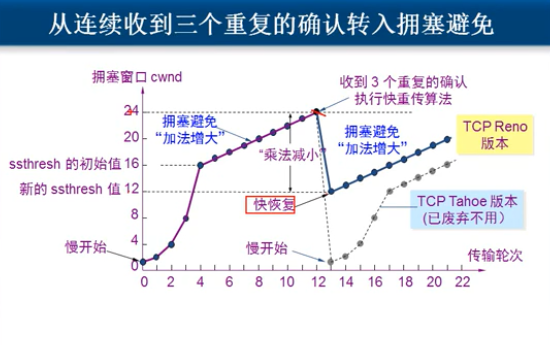 从连续收到三个重复的确认转入拥塞避免
拥塞窗口 cwnd
收到 3 个重复的确认
执行快重传算法
24
拥塞避免
“加法增大”
拥塞避免
“加法增大”
TCP Reno
版本
20
“乘法减小”
ssthresh 的初始值 16
新的 ssthresh 值 12
快恢复
TCP Tahoe 版本
(已废弃不用)
8
慢开始
4
慢开始
传输轮次
0
0 2 4 6 8 10 12 14 16 18 20 22